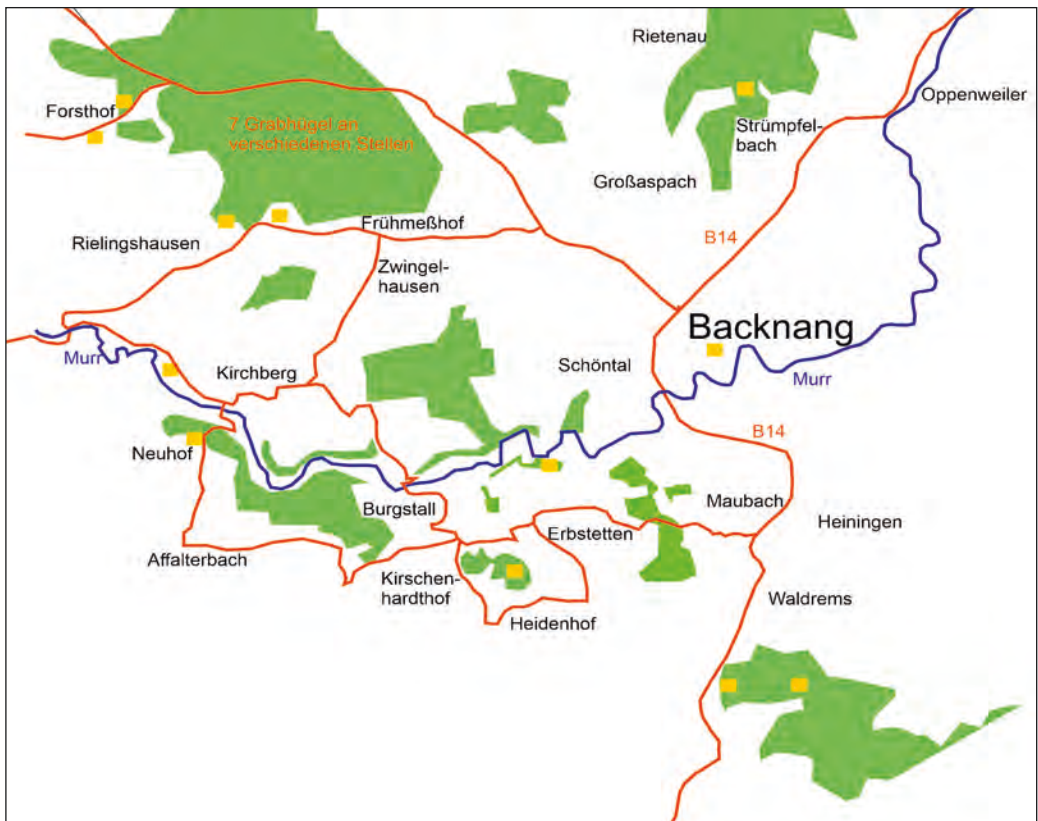 Rietenau
Oppenweiler
Forsthof
7 Grabhügel an
verschiedenen Stellen
Strümpfel-
bach
Großaspach
Frühmeßhof
B14
Rielingshausen
Zwingel-
hausen
Backnang
Murr
Kirchberg
Schöntal
Murr
B14
Neuhof
Burgstall
Maubach
Heiningen
Erbstetten
Affalterbach
Kirschen-
hardthof
Waldrems
Heidenhof